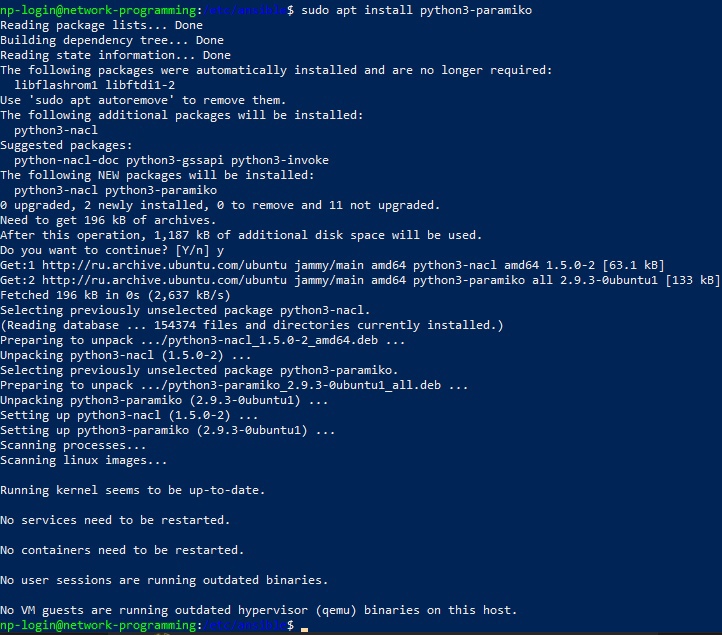 np-login@network-programming:/etc/ansible$ sudo apt install python3-paramiko
Reading package lists... Done
Building dependency tree... Done
Reading state information... Done
The following packages were automatically installed and are no longer required:
  libflashrom1 libftdi1-2
Use 'sudo apt autoremove' to remove them.
The following additional packages will be installed:
  python3-nacl
Suggested packages:
  python-nacl-doc python3-gssapi python3-invoke
The following NEW packages will be installed:
  python3-nacl python3-paramiko
0 upgraded, 2 newly installed, 0 to remove and 11 not upgraded.
Need to get 196 kB of archives.
After this operation, 1,187 kB of additional disk space will be used.
Do you want to continue? [Y/n] y
Get:1 http://ru.archive.ubuntu.com/ubuntu jammy/main amd64 python3-nacl amd64 1.5.0-2 [63.1 kB]
Get:2 http://ru.archive.ubuntu.com/ubuntu jammy/main amd64 python3-paramiko all 2.9.3-0ubuntu1 [133 kB]
Fetched 196 kB in 0s (2,637 kB/s)
Selecting previously unselected package python3-nacl.
(Reading database ... 154374 files and directories currently installed.)
Preparing to unpack .../python3-nacl_1.5.0-2_amd64.deb ...
Unpacking python3-nacl (1.5.0-2) ...
Selecting previously unselected package python3-paramiko.
Preparing to unpack .../python3-paramiko_2.9.3-0ubuntu1_all.deb ...
Unpacking python3-paramiko (2.9.3-0ubuntu1) ...
Setting up python3-nacl (1.5.0-2) ...
Setting up python3-paramiko (2.9.3-0ubuntu1) ...
Scanning processes...
Scanning linux images...
Running kernel seems to be up-to-date.
No services need to be restarted.
No containers need to be restarted.
No user sessions are running outdated binaries.
No VM guests are running outdated hypervisor (qemu) binaries on this host.
np-login@network-programming:/etc/ansible$